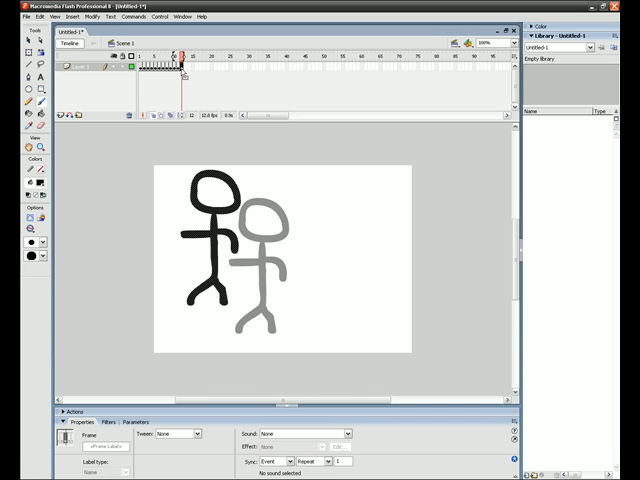 Macromedia Flash Professional 8 - [Untitled-1*]
File Edit View Insert Modify Text Commands Control Window Help
Tools
Untitled-1*
Timeline
Scene 1
100%
1 5 10 15 20 25 30 35 40 45 50 55 60 65 70 75 80 85 90 95
Layer 1
12 12.0 fps 0.9s
View
Colors
Options
Color
Library - Untitled-1
Untitled-1
Empty library
Name Type
Actions
Properties Filters Parameters
Frame
<Frame Label>
Label type:
Name
Tween: None
Sound: None
Effect: None Edit...
Sync: Event Repeat 1
No sound selected